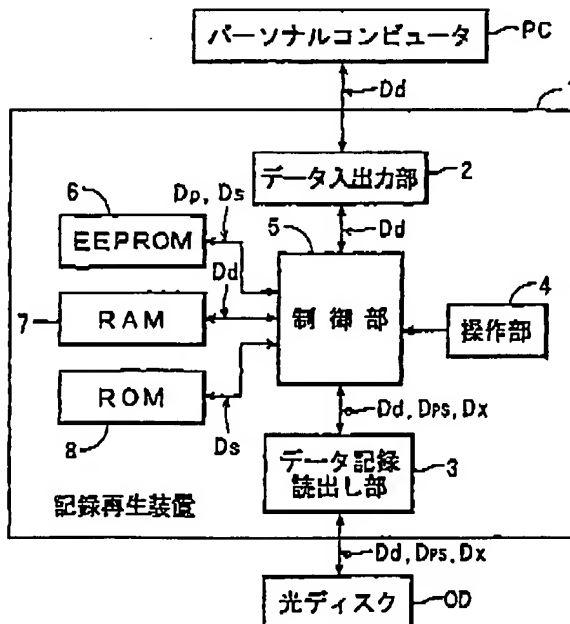 パーソナルコンピュータ
PC
Dd
1
データ入出力部
2
6
Dp, Ds
5
Dd
EEPROM
Dd
4
7
RAM
制御部
操作部
ROM
8
Ds
Dd, DPS, Dx
データ記録
読出し部
3
記録再生装置
Dd, DPS, Dx
光ディスク
OD